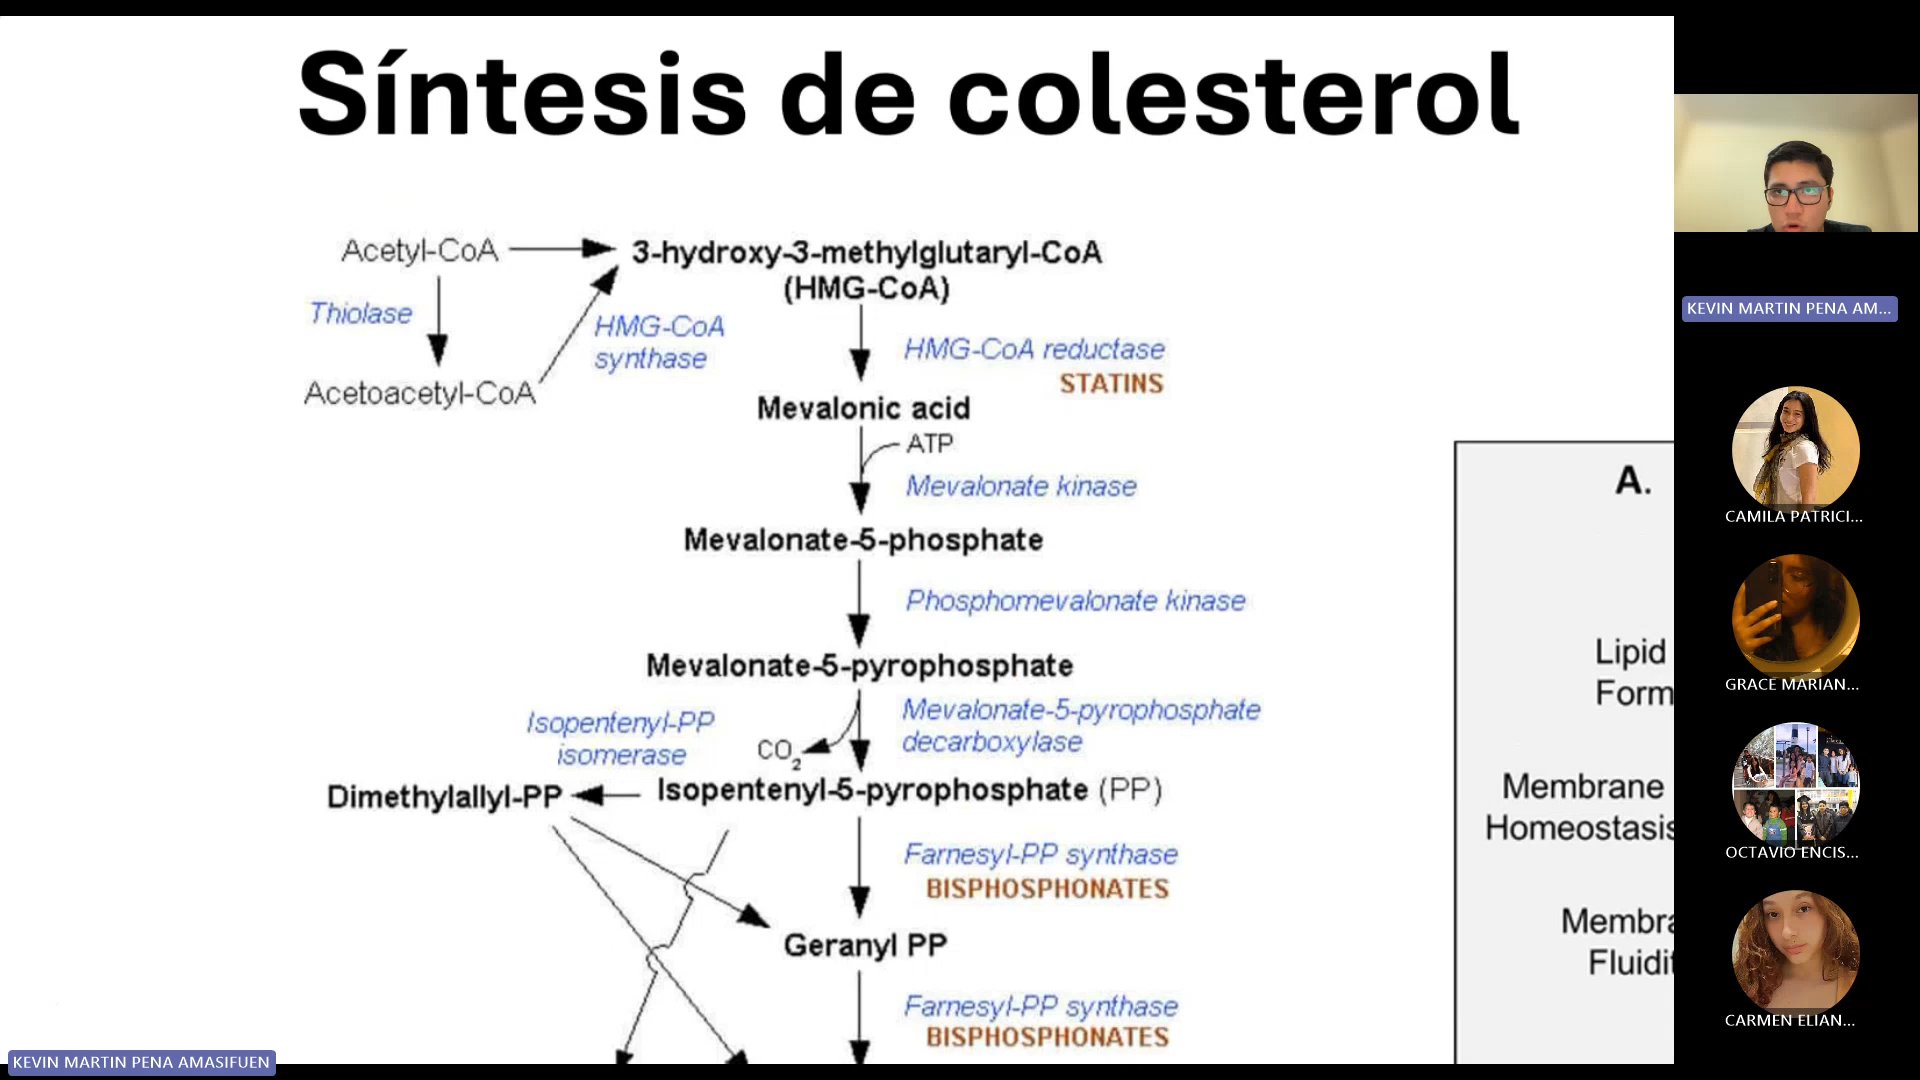 Síntesis de colesterol
Acetyl-CoA
3-hydroxy-3-methylglutaryl-CoA
(HMG-CoA)
Thiolase
HMG-CoA
synthase
HMG-CoA reductase
STATINS
Acetoacetyl-CoA
Mevalonic acid
ATP
Mevalonate kinase
Mevalonate-5-phosphate
Phosphomevalonate kinase
Mevalonate-5-pyrophosphate
Isopentenyl-PP
isomerase
CO2
Mevalonate-5-pyrophosphate
decarboxylase
Dimethylallyl-PP
Isopentenyl-5-pyrophosphate (PP)
Farnesyl-PP synthase
BISPHOSPHONATES
Geranyl PP
Farnesyl-PP synthase
BISPHOSPHONATES
A.
Lipid
Form
Membrane
Homeostasis
Membra
Fluidit
KEVIN MARTIN PENA AM...
CAMILA PATRICI...
GRACE MARIAN...
OCTAVIO ENCIS...
CARMEN ELIAN...
KEVIN MARTIN PENA AMASIFUEN